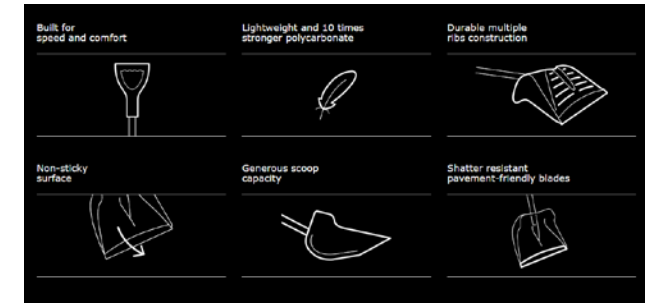 Built for
speed and comfort
Lightweight and 10 times
stronger polycarbonate
Durable multiple
ribs construction
Non-sticky
surface
Generous scoop
capacity
Shatter resistant
pavement-friendly blades